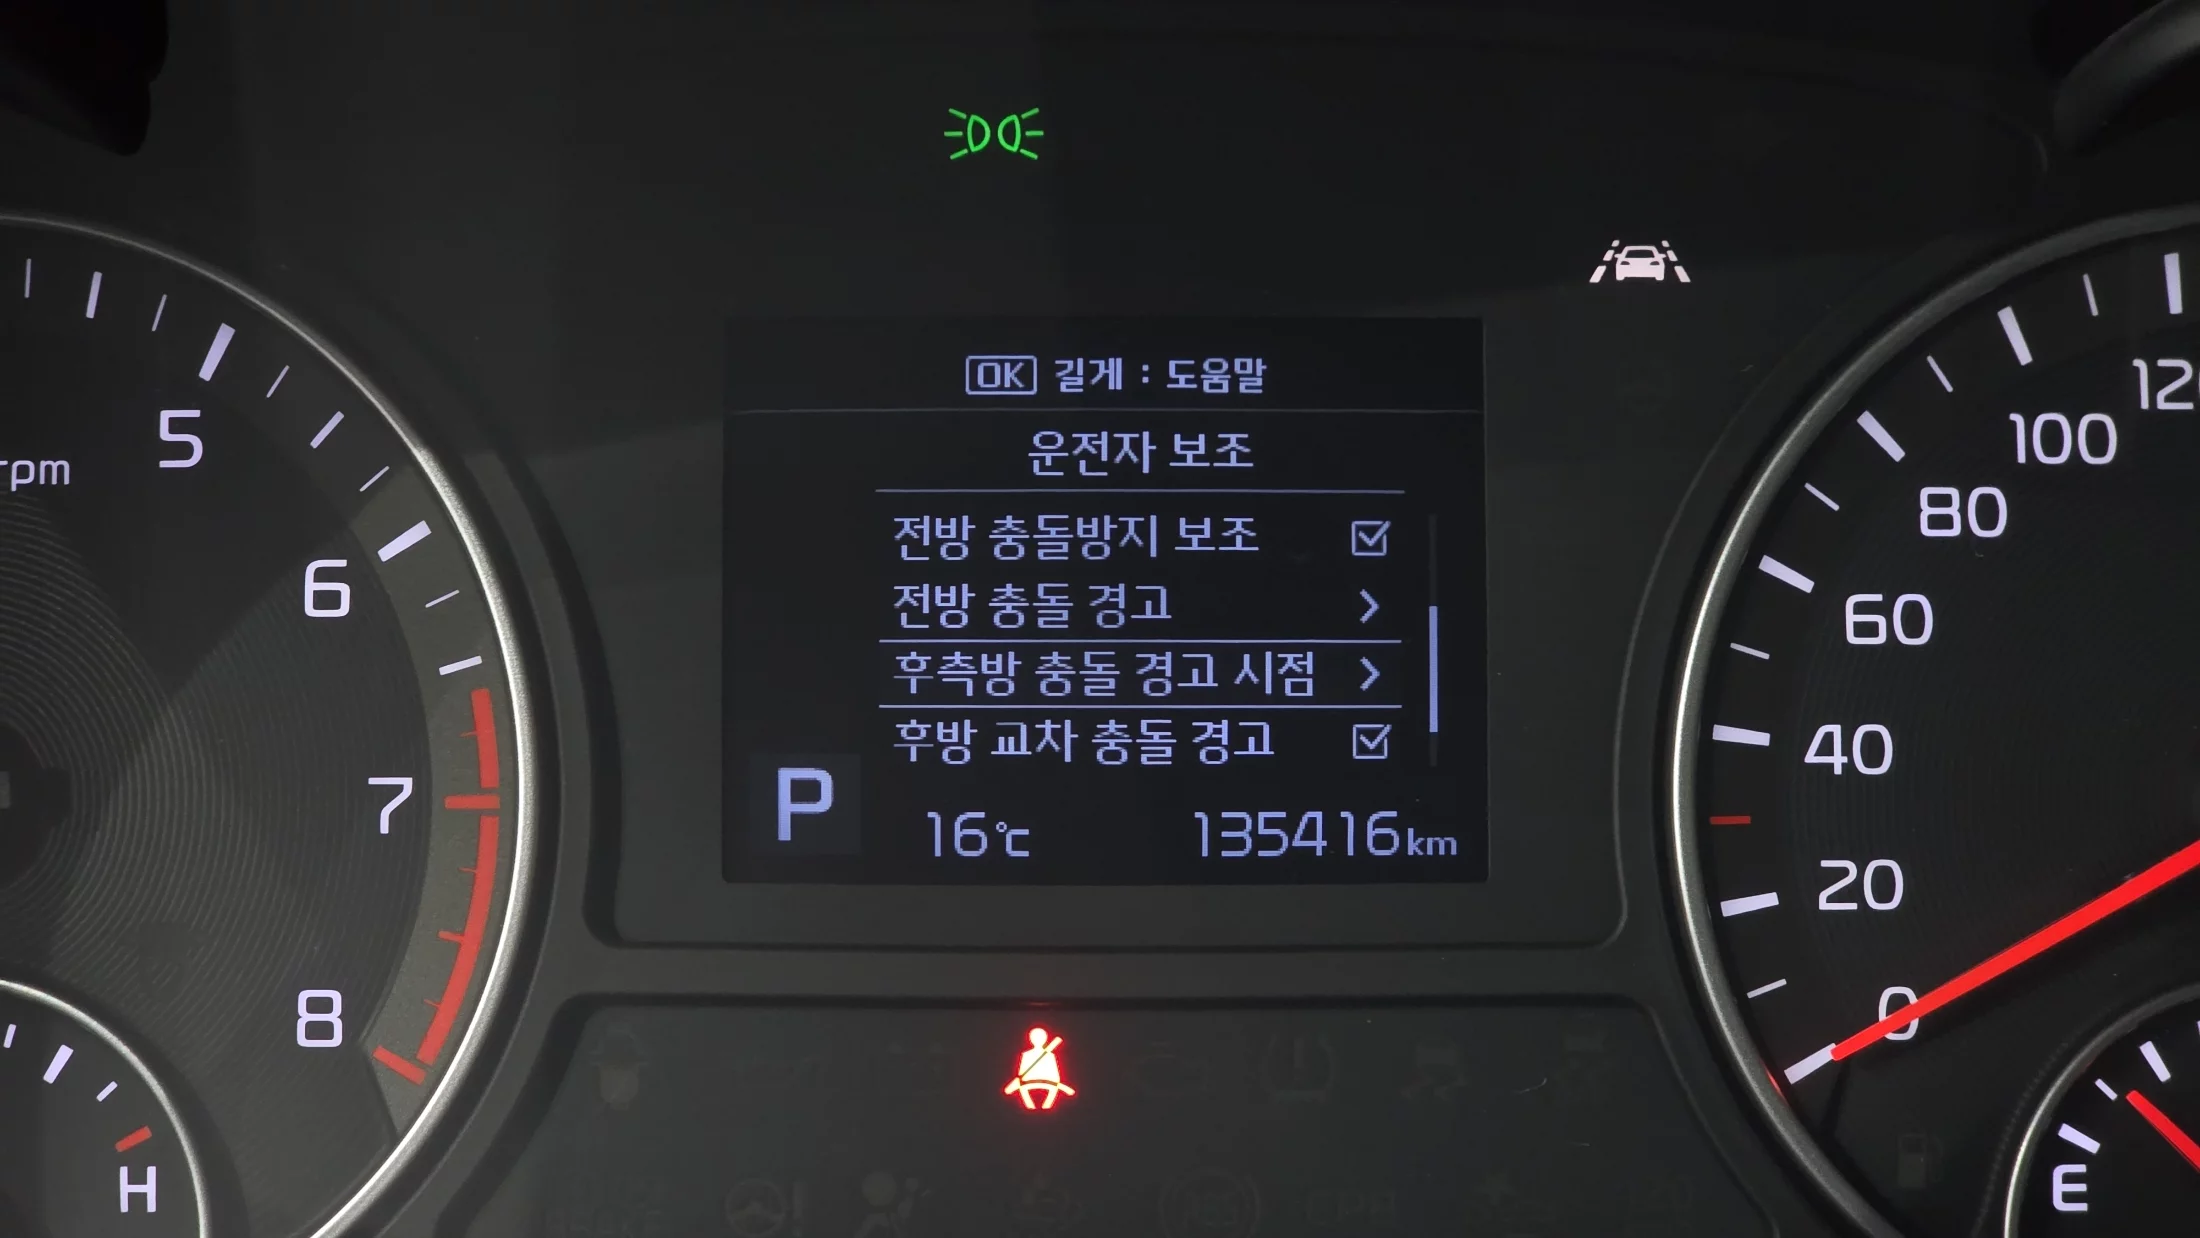 OK 길게 : 도움말
운전자 보조
전방 충돌방지 보조
전방 충돌 경고
후측방 충돌 경고 시점
후방 교차 충돌 경고
P
16℃ 135416km
rpm
5
6
7
8
H
120
100
80
60
40
20
0
E